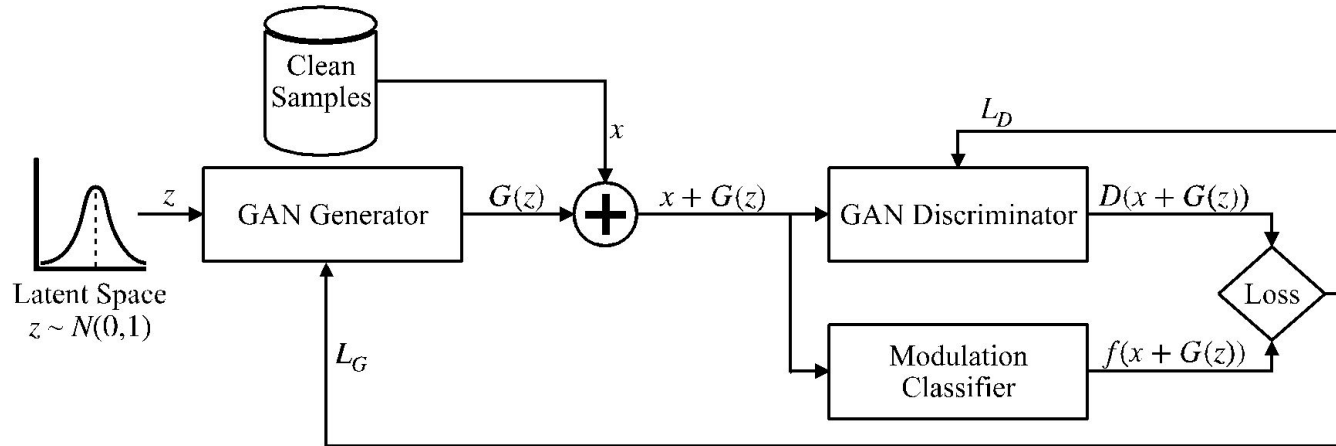 Clean
Samples
x
L_D
z
GAN Generator
G(z)
+
x + G(z)
GAN Discriminator
D(x + G(z))
Latent Space
z ~ N(0,1)
Loss
L_G
Modulation
Classifier
f(x + G(z))